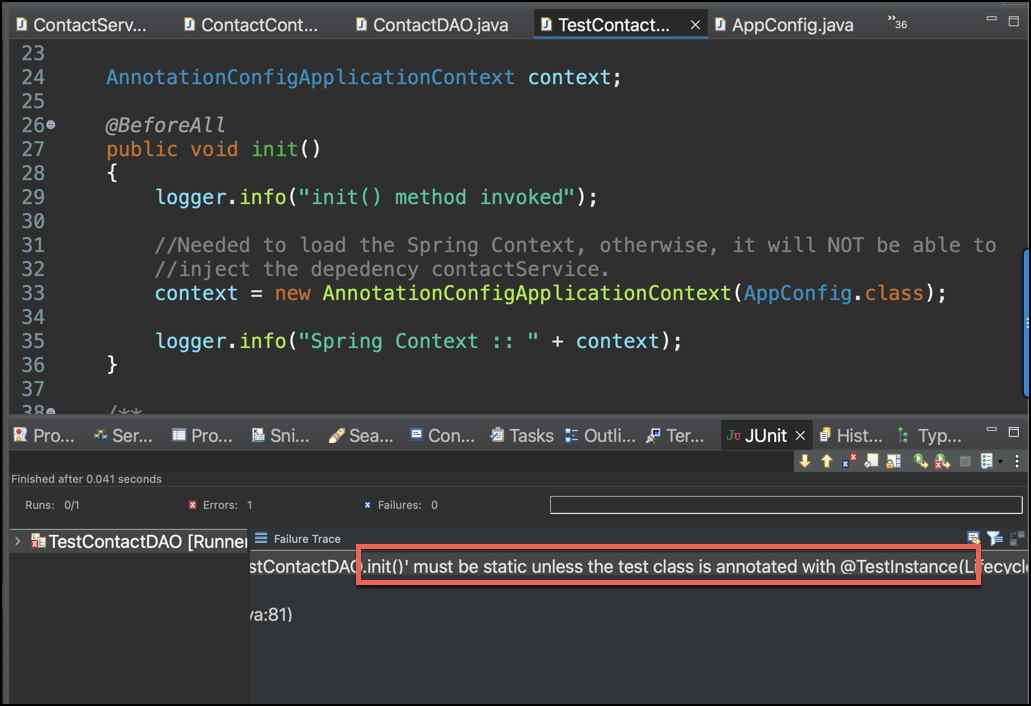 ContactServ... ContactCont... ContactDAO.java TestContact... AppConfig.java 36
23
24 AnnotationConfigApplicationContext context;
25
26 @BeforeAll
27 public void init()
28 {
29 logger.info("init() method invoked");
30
31 //Needed to load the Spring Context, otherwise, it will NOT be able to
32 //inject the depedency contactService.
33 context = new AnnotationConfigApplicationContext(AppConfig.class);
34
35 logger.info("Spring Context :: " + context);
36 }
37
38 /**
Pro... Ser... Pro... Sni... Sea... Con... Tasks Outli... Ter... JUnit Hist... Typ...
Finished after 0.041 seconds
Runs: 0/1 Errors: 1 Failures: 0
TestContactDAO [Runner Failure Trace
stContactDAO.init()' must be static unless the test class is annotated with @TestInstance(Lifecycl
va:81)